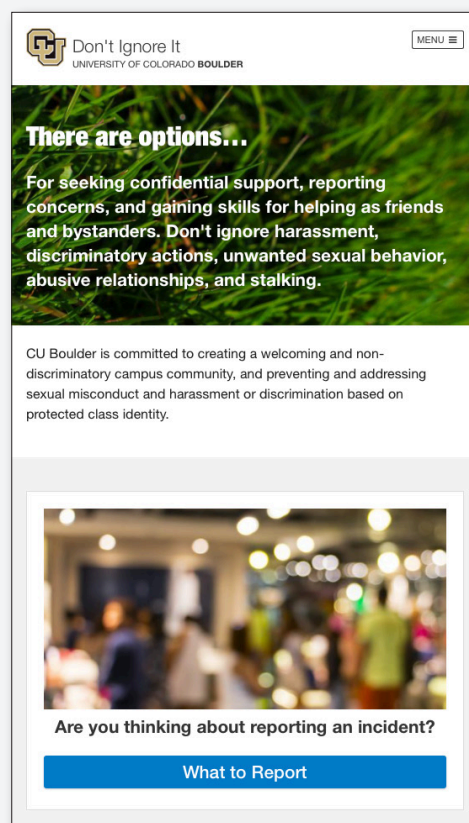 CU
Don't Ignore It
UNIVERSITY OF COLORADO BOULDER
MENU
There are options...
For seeking confidential support, reporting
concerns, and gaining skills for helping as friends
and bystanders. Don't ignore harassment,
discriminatory actions, unwanted sexual behavior,
abusive relationships, and stalking.
CU Boulder is committed to creating a welcoming and non-
discriminatory campus community, and preventing and addressing
sexual misconduct and harassment or discrimination based on
protected class identity.
Are you thinking about reporting an incident?
What to Report